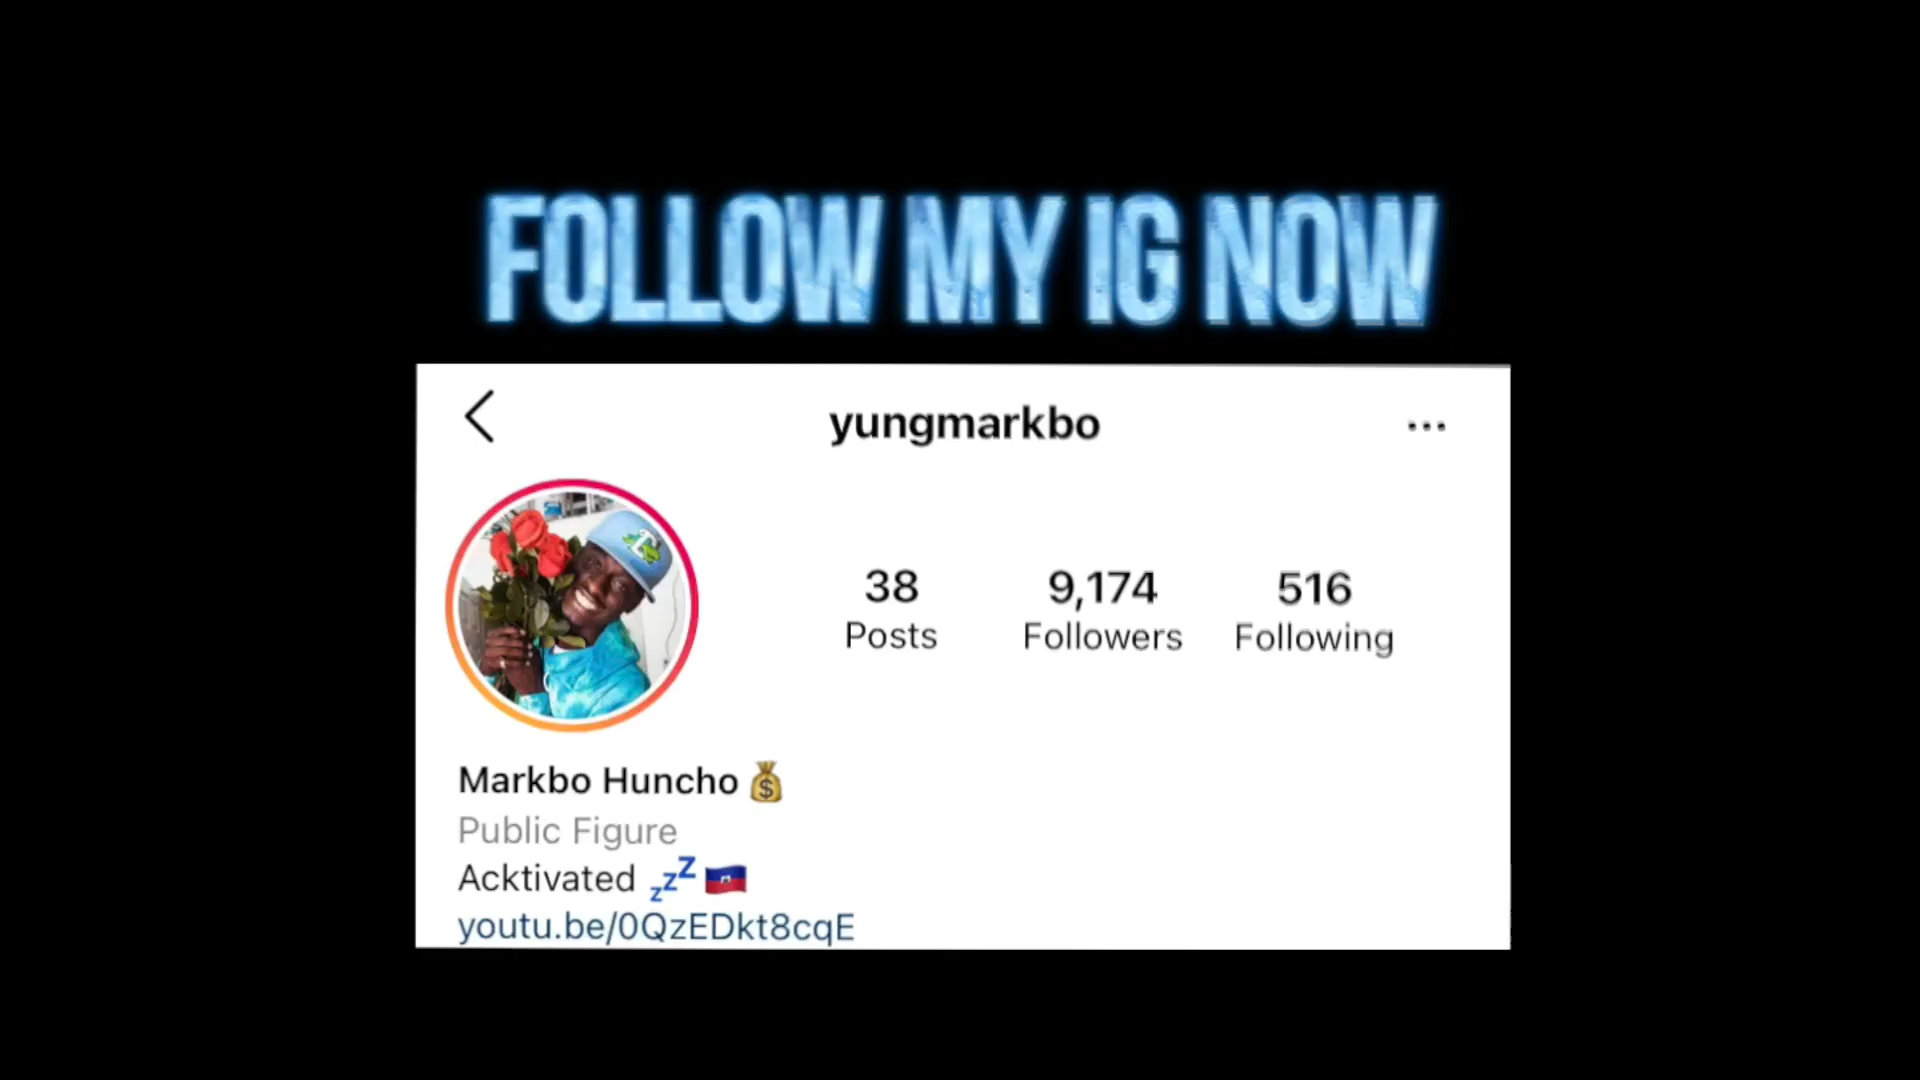 FOLLOW MY IG NOW
yungmarkbo
38 9,174 516
Posts Followers Following
Markbo Huncho 💰
Public Figure
Acktivated 💤🇭🇹
youtu.be/0QzEDkt8cqE